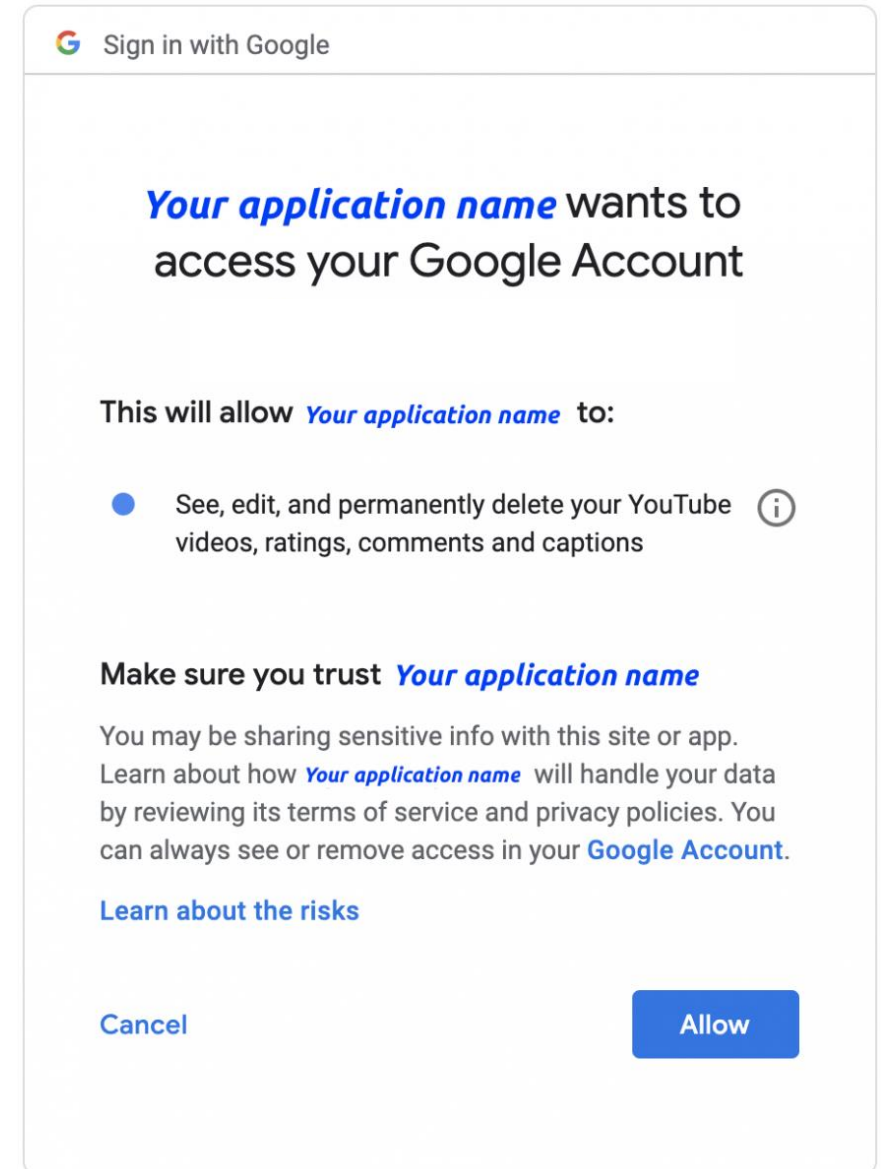 Sign in with Google
Your application name wants to
access your Google Account
This will allow Your application name to:
See, edit, and permanently delete your YouTube
videos, ratings, comments and captions
Make sure you trust Your application name
You may be sharing sensitive info with this site or app.
Learn about how Your application name will handle your data
by reviewing its terms of service and privacy policies. You
can always see or remove access in your Google Account.
Learn about the risks
Cancel
Allow